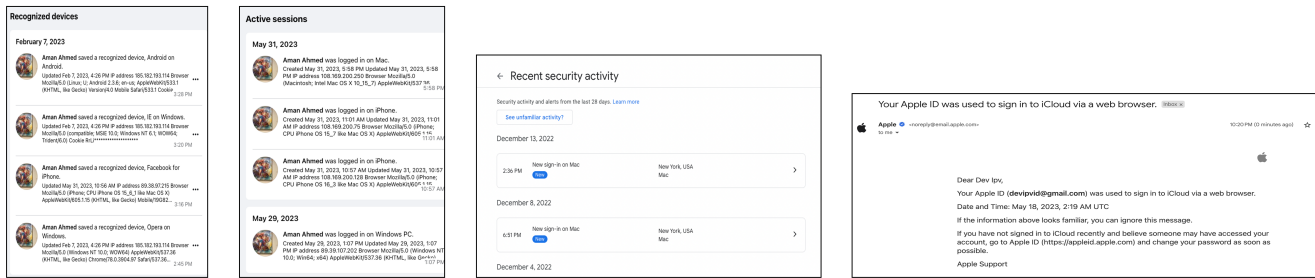 Recognized devices
February 7, 2023
Aman Ahmed saved a recognized device, Android on
Android.
Updated Feb 7, 2023, 4:26 PM IP address 185.182.193.114 Browser
Mozilla/5.0 (Linux; U; Android 2.3.6; en-us; AppleWebKit/533.1
(KHTML, like Gecko) Version/4.0 Mobile Safari/533.1 Cookie
3:28 PM
Aman Ahmed saved a recognized device, IE on Windows.
Updated Feb 7, 2023, 4:26 PM IP address 185.182.193.114 Browser
Mozilla/5.0 (compatible; MSIE 10.0; Windows NT 6.1; WOW64;
Trident/6.0) Cookie RrLi********************
3:20 PM
Aman Ahmed saved a recognized device, Facebook for
iPhone.
Updated May 31, 2023, 10:56 AM IP address 89.38.97.215 Browser
Mozilla/5.0 (iPhone; CPU iPhone OS 15_6_1 like Mac OS X)
AppleWebKit/605.1.15 (KHTML, like Gecko) Mobile/19G82...
3:16 PM
Aman Ahmed saved a recognized device, Opera on
Windows.
Updated Feb 7, 2023, 4:26 PM IP address 185.182.193.114 Browser
Mozilla/5.0 (Windows NT 10.0; WOW64) AppleWebKit/537.36
(KHTML, like Gecko) Chrome/78.0.3904.97 Safari/537.36...
2:45 PM
Active sessions
May 31, 2023
Aman Ahmed was logged in on Mac.
Created May 31, 2023, 5:58 PM Updated May 31, 2023, 5:58
PM IP address 108.169.200.250 Browser Mozilla/5.0
(Macintosh; Intel Mac OS X 10_15_7) AppleWebKit/537.36
5:58 PM
Aman Ahmed was logged in on iPhone.
Created May 31, 2023, 11:01 AM Updated May 31, 2023, 11:01
AM IP address 108.169.200.75 Browser Mozilla/5.0 (iPhone;
CPU iPhone OS 15_7 like Mac OS X) AppleWebKit/605.1.15
11:01 AM
Aman Ahmed was logged in on iPhone.
Created May 31, 2023, 10:57 AM Updated May 31, 2023, 10:57
AM IP address 108.169.200.128 Browser Mozilla/5.0 (iPhone;
CPU iPhone OS 16_3 like Mac OS X) AppleWebKit/605.1.15
10:57 AM
May 29, 2023
Aman Ahmed was logged in on Windows PC.
Created May 29, 2023, 1:07 PM Updated May 29, 2023, 1:07
PM IP address 89.39.107.202 Browser Mozilla/5.0 (Windows NT
10.0; Win64; x64) AppleWebKit/537.36 (KHTML, like Gecko)
1:07 PM
Recent security activity
Security activity and alerts from the last 28 days. Learn more
See unfamiliar activity?
December 13, 2022
2:36 PM New sign-in on Mac New York, USA
New Mac
December 8, 2022
6:51 PM New sign-in on Mac New York, USA
New Mac
December 4, 2022
Your Apple ID was used to sign in to iCloud via a web browser. Inbox x
Apple <noreply@email.apple.com> 10:20 PM (0 minutes ago)
to me
Dear Dev Ipv,
Your Apple ID (devipvid@gmail.com) was used to sign in to iCloud via a web browser.
Date and Time: May 18, 2023, 2:19 AM UTC
If the information above looks familiar, you can ignore this message.
If you have not signed in to iCloud recently and believe someone may have accessed your
account, go to Apple ID (https://appleid.apple.com) and change your password as soon as
possible.
Apple Support